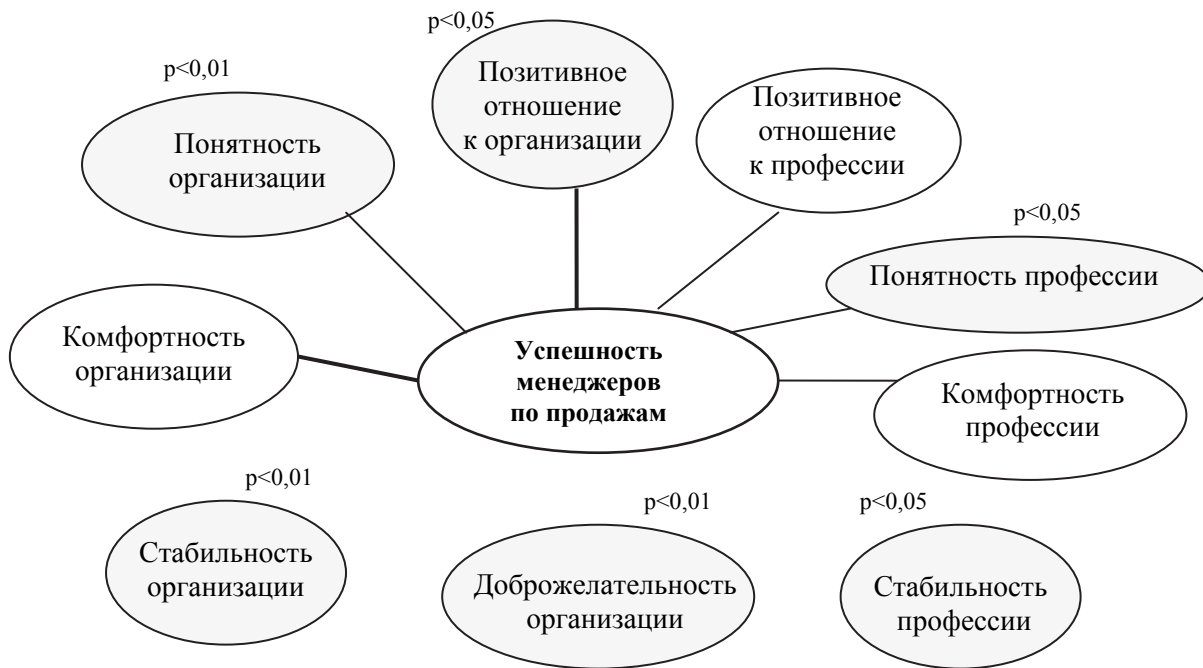 p<0,05
p<0,01
Позитивное
отношение
к организации
Позитивное
отношение
к профессии
Понятность
организации
p<0,05
Понятность профессии
Комфортность
организации
Успешность
менеджеров
по продажам
Комфортность
профессии
p<0,01
p<0,01
p<0,05
Стабильность
организации
Доброжелательность
организации
Стабильность
профессии